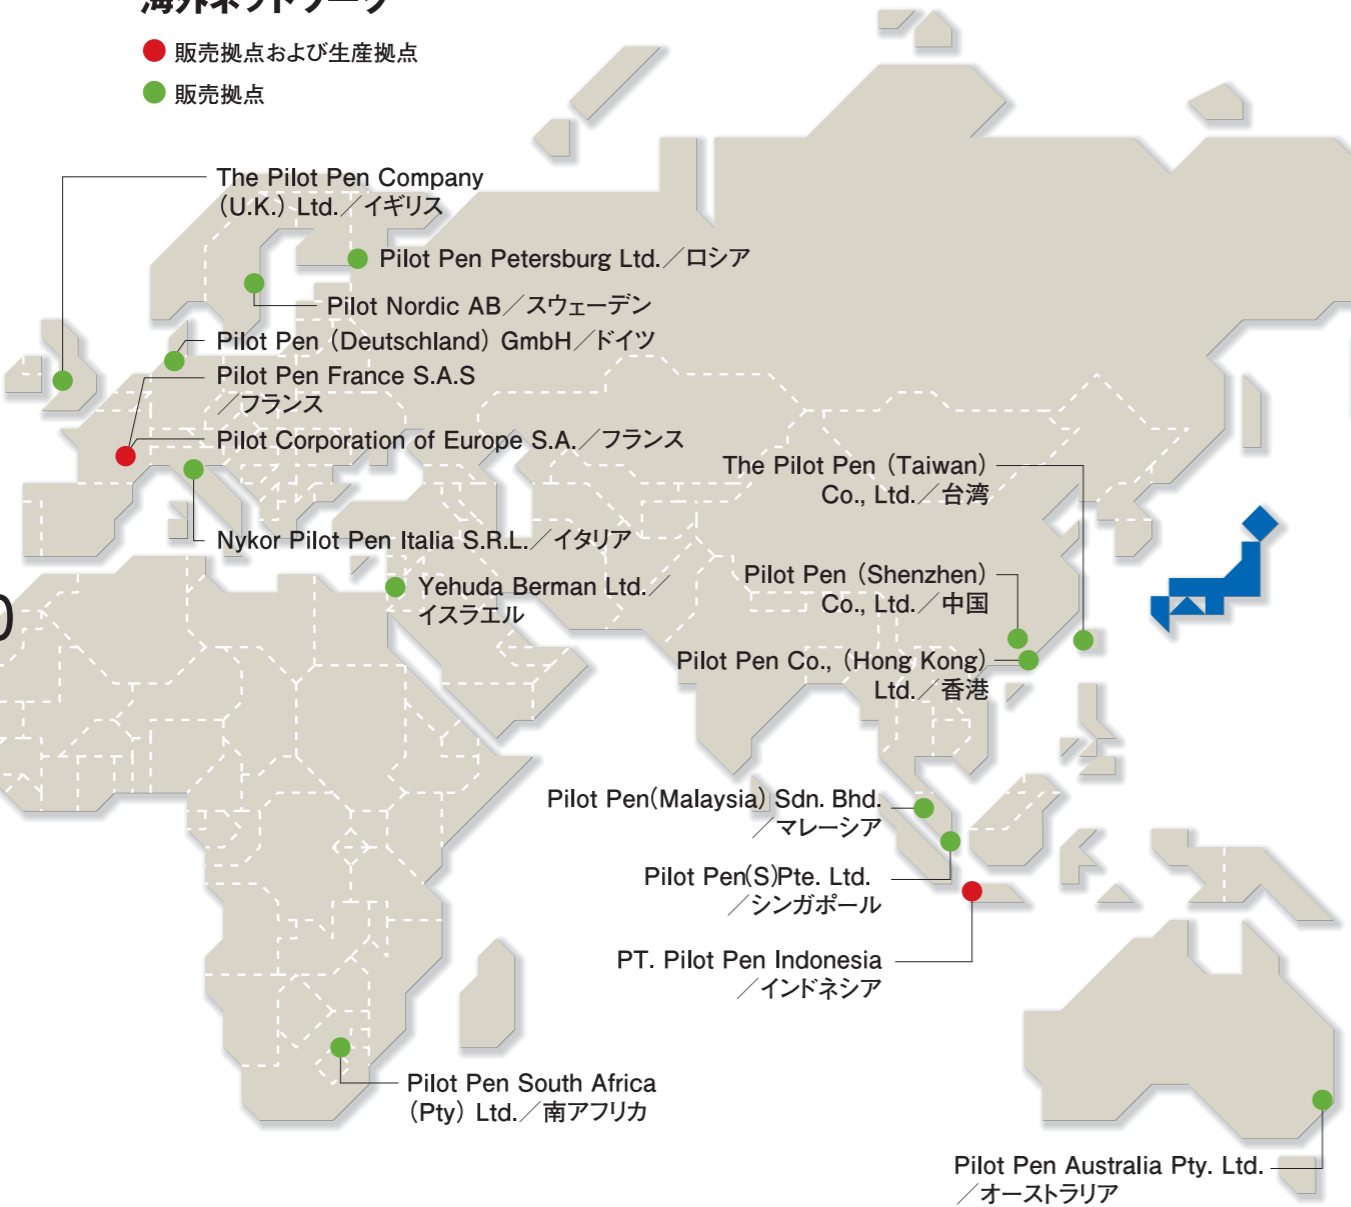 海外ネットワーク
販売拠点および生産拠点
販売拠点
The Pilot Pen Company
(U.K.) Ltd.／イギリス
Pilot Pen Petersburg Ltd.／ロシア
Pilot Nordic AB／スウェーデン
Pilot Pen (Deutschland) GmbH／ドイツ
Pilot Pen France S.A.S
／フランス
Pilot Corporation of Europe S.A.／フランス
Nykor Pilot Pen Italia S.R.L.／イタリア
Yehuda Berman Ltd.／
イスラエル
The Pilot Pen (Taiwan)
Co., Ltd.／台湾
Pilot Pen (Shenzhen)
Co., Ltd.／中国
Pilot Pen Co., (Hong Kong)
Ltd.／香港
Pilot Pen(Malaysia) Sdn. Bhd.
／マレーシア
Pilot Pen(S)Pte. Ltd.
／シンガポール
PT. Pilot Pen Indonesia
／インドネシア
Pilot Pen South Africa
(Pty) Ltd.／南アフリカ
Pilot Pen Australia Pty. Ltd.
／オーストラリア